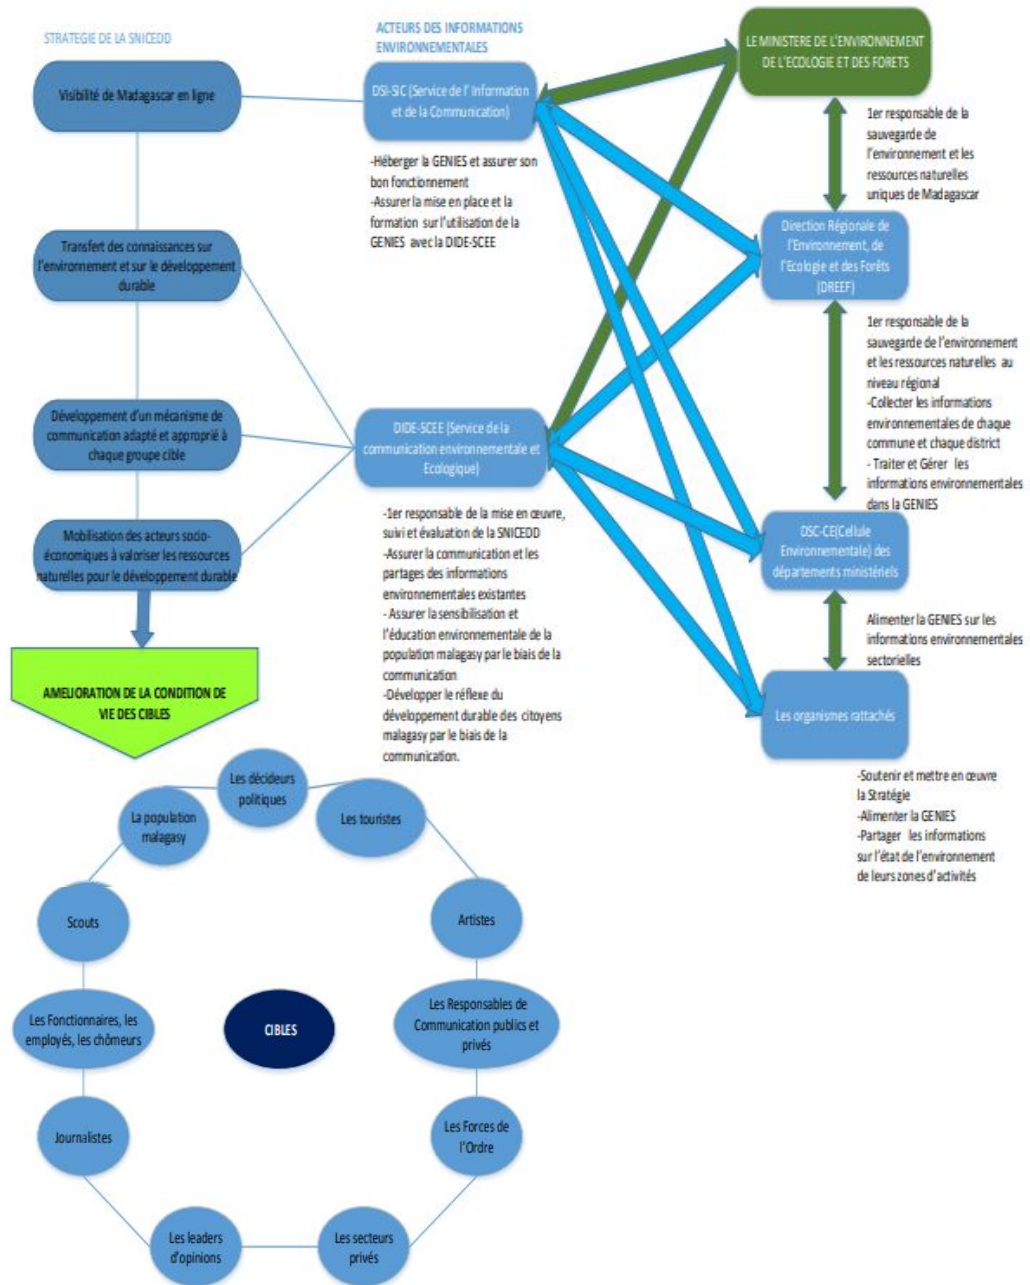 STRATEGIE DE LA SNICEDD
Visibilité de Madagascar en ligne
Transfert des connaissances sur
l'environnement et sur le développement
durable
Développement d'un mécanisme de
communication adapté et approprié à
chaque groupe cible
Mobilisation des acteurs socio-
économiques à valoriser les ressources
naturelles pour le développement durable
AMELIORATION DE LA CONDITION DE
VIE DES CIBLES
ACTEURS DES INFORMATIONS
ENVIRONNEMENTALES
DSI-SIC (Service de l' Information
et de la Communication)
-Héberger la GENIES et assurer son
bon fonctionnement
-Assurer la mise en place et la
formation sur l'utilisation de la
GENIES avec la DIDE-SCEE
DIDE-SCEE (Service de la
communication environnementale et
Ecologique)
-1er responsable de la mise en œuvre,
suivi et évaluation de la SNICEDD
-Assurer la communication et les
partages des informations
environnementales existantes
- Assurer la sensibilisation et
l'éducation environnementale de la
population malagasy par le biais de la
communication
-Développer le réflexe du
développement durable des citoyens
malagasy par le biais de la
communication.
LE MINISTERE DE L'ENVIRONNEMENT
DE L'ECOLOGIE ET DES FORETS
1er responsable de la
sauvegarde de
l'environnement et les
ressources naturelles
uniques de Madagascar
Direction Régionale de
l'Environnement, de
l'Ecologie et des Forêts
(DREEF)
1er responsable de la
sauvegarde de l'environnement
et les ressources naturelles au
niveau régional
-Collecter les informations
environnementales de chaque
commune et chaque district
- Traiter et Gérer les
informations environnementales
dans la GENIES
DSC-CE(Cellule
Environnementale) des
départements ministériels
Alimenter la GENIES sur les
informations environnementales
sectorielles
Les organismes rattachés
-Soutenir et mettre en œuvre
la Stratégie
-Alimenter la GENIES
-Partager les informations
sur l'état de l'environnement
de leurs zones d'activités
Les décideurs
politiques
Les touristes
Artistes
Les Responsables de
Communication publics et
privés
Les Forces de
l'Ordre
Les secteurs
privés
Les leaders
d'opinions
Journalistes
Les Fonctionnaires, les
employés, les chômeurs
Scouts
La population
malagasy
CIBLES